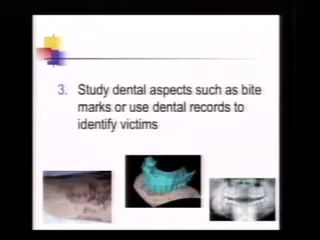 3. Study dental aspects such as bite
marks or use dental records to
identify victims